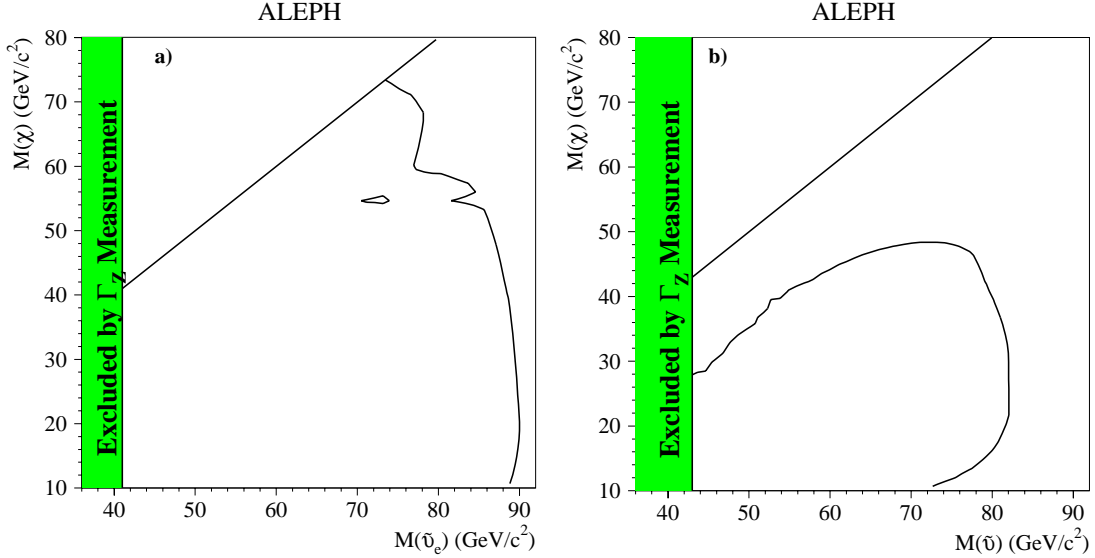 ALEPH
a)
M(χ) (GeV/c²)
80
70
60
50
40
30
20
10
Excluded by Γ_Z Measurement
40
50
60
70
80
90
M(ν̃_e) (GeV/c²)
ALEPH
b)
M(χ) (GeV/c²)
80
70
60
50
40
30
20
10
Excluded by Γ_Z Measurement
40
50
60
70
80
90
M(ν̃) (GeV/c²)